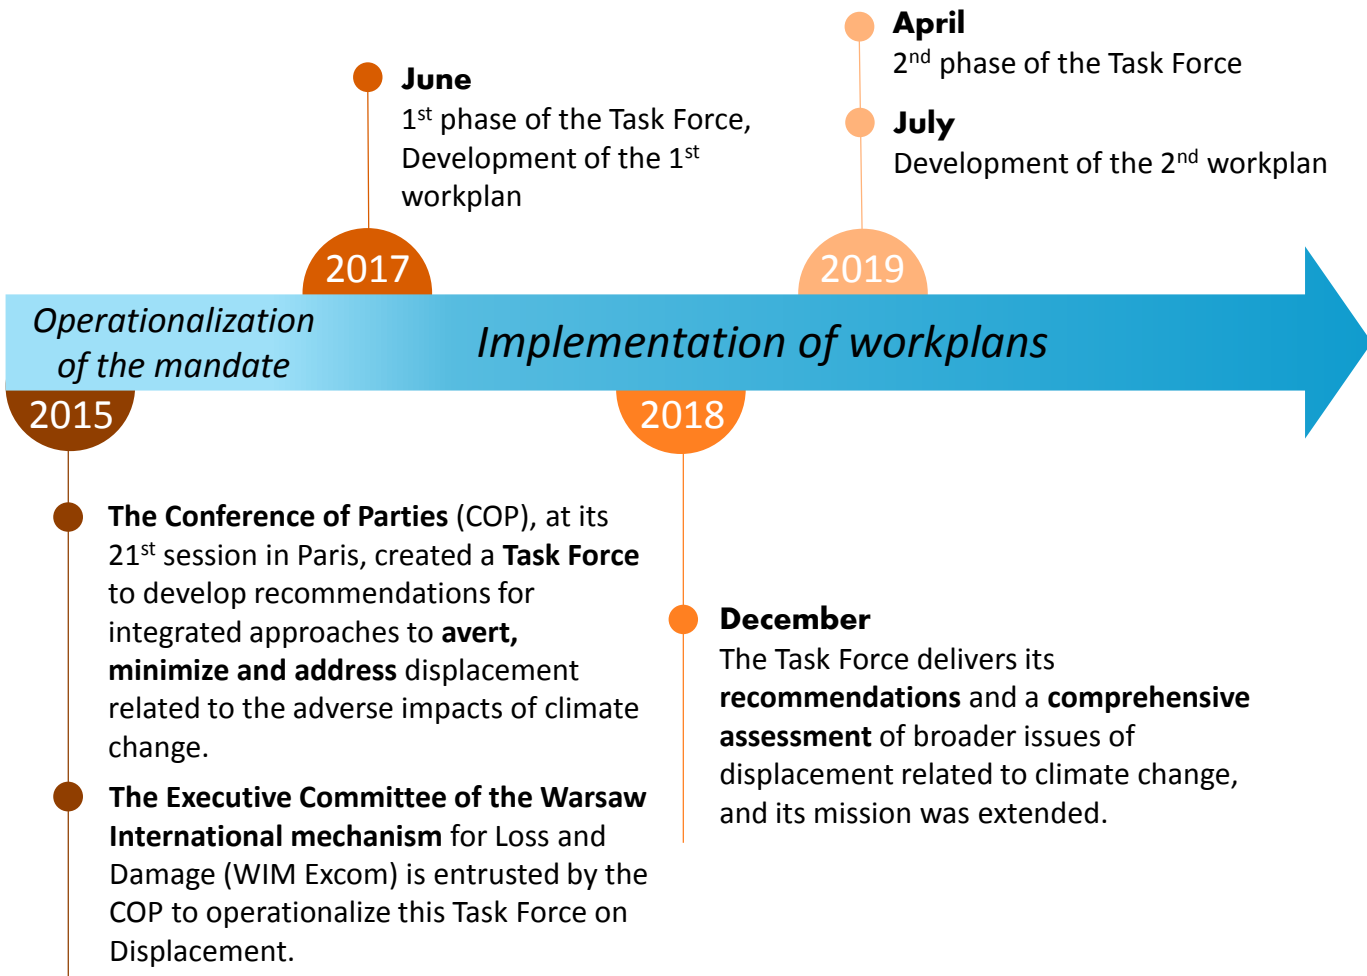 April
2nd phase of the Task Force
July
Development of the 2nd workplan
June
1st phase of the Task Force,
Development of the 1st
workplan
2017
2019
Operationalization
of the mandate
Implementation of workplans
2015
2018
The Conference of Parties (COP), at its
21st session in Paris, created a Task Force
to develop recommendations for
integrated approaches to avert,
minimize and address displacement
related to the adverse impacts of climate
change.
The Executive Committee of the Warsaw
International mechanism for Loss and
Damage (WIM Excom) is entrusted by the
COP to operationalize this Task Force on
Displacement.
December
The Task Force delivers its
recommendations and a comprehensive
assessment of broader issues of
displacement related to climate change,
and its mission was extended.